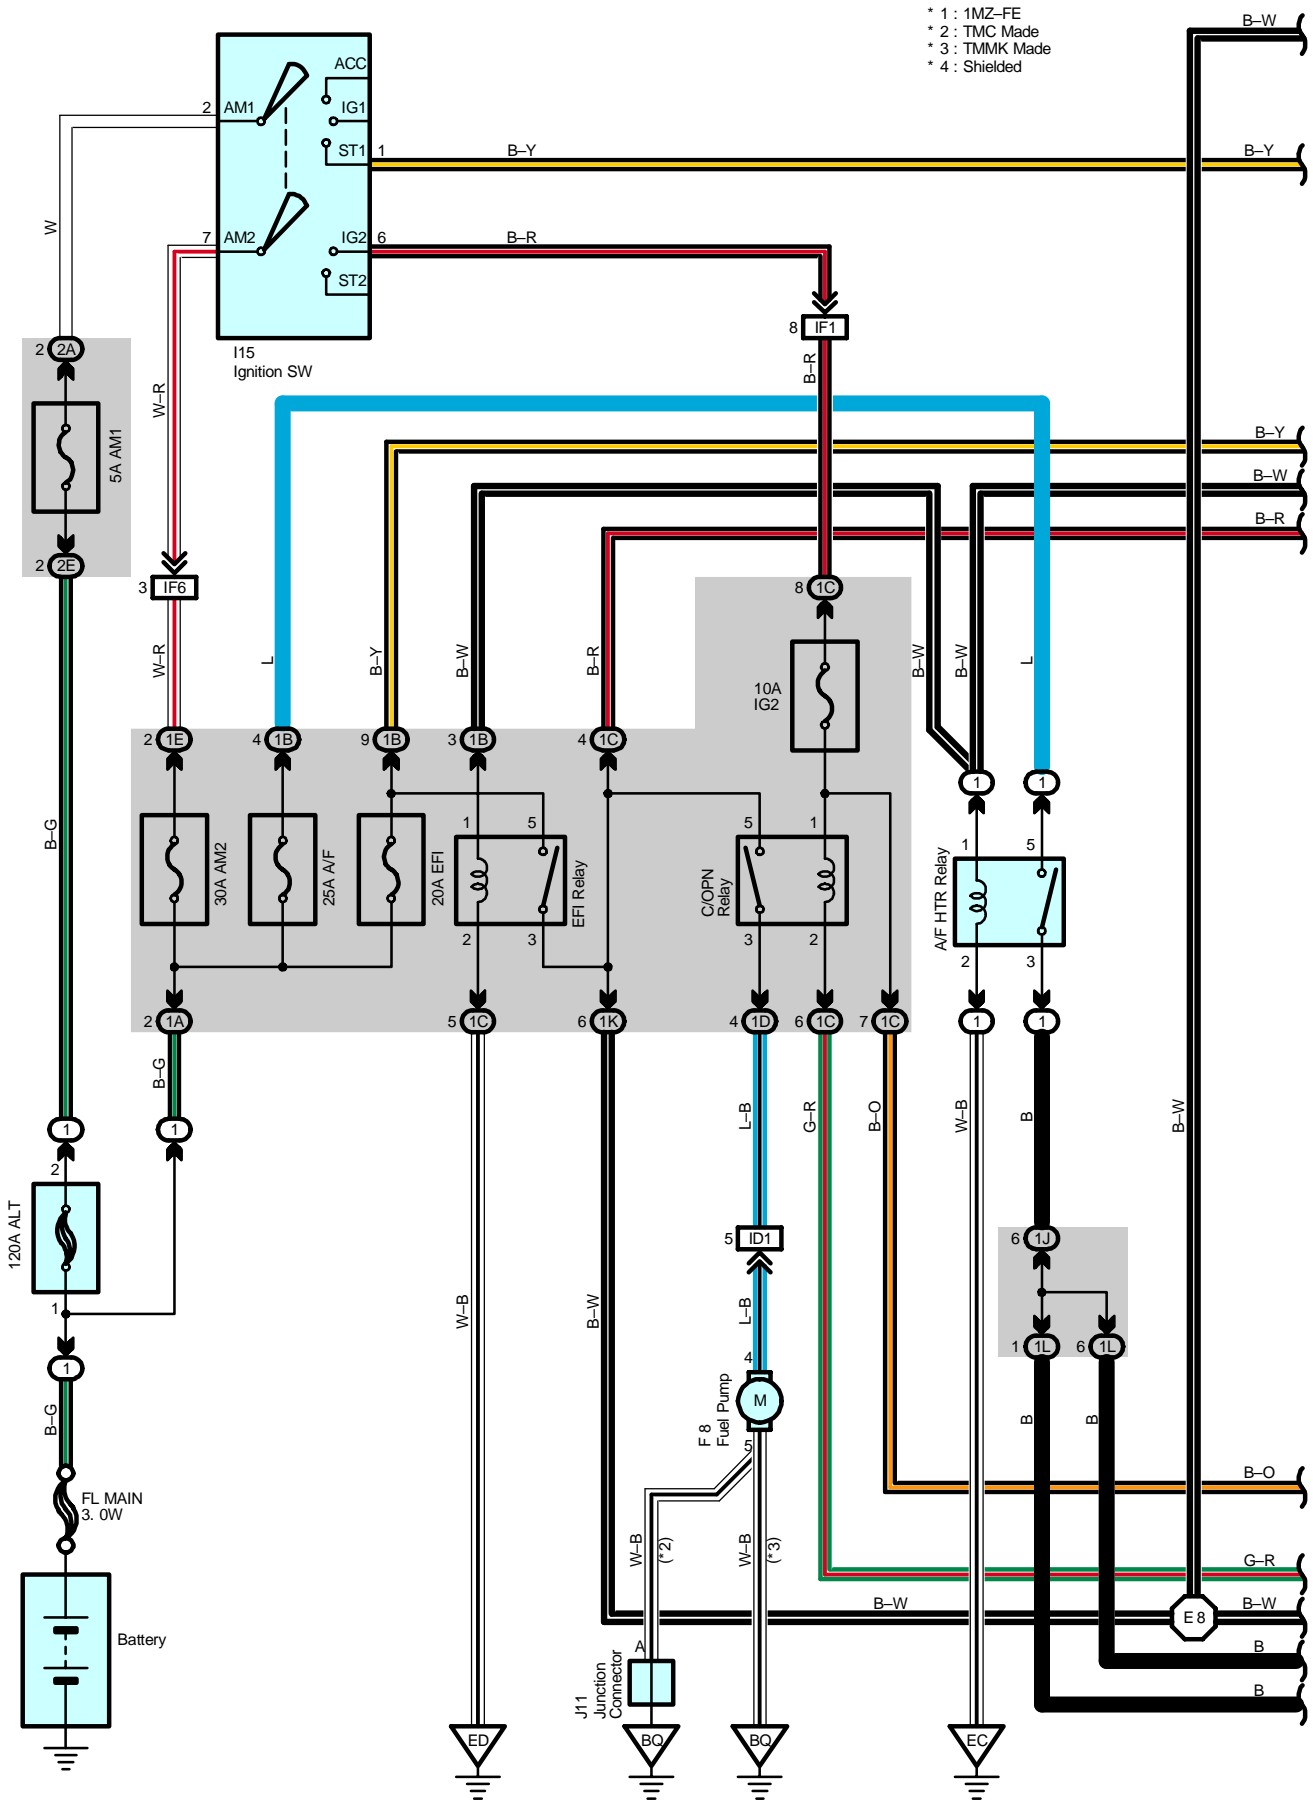 * 1 : 1MZ–FE
* 2 : TMC Made
* 3 : TMMK Made
* 4 : Shielded
B–W
ACC
2 AM1
IG1
ST1 1
B–Y
B–Y
W
7 AM2
IG2 6
B–R
ST2
8 IF1
I15
Ignition SW
2 2A
5A AM1
W–R
B–R
B–Y
B–W
B–R
2 2E
3 IF6
8 1C
W–R
L
B–Y
B–W
B–R
10A
IG2
B–W
B–W
L
2 1E
4 1B
9 1B
3 1B
4 1C
1
1
B–G
30A AM2
25A A/F
20A EFI
1
5
2
3
EFI Relay
C/OPN
Relay
5
1
3
2
A/F HTR Relay
1
5
2
3
2 1A
5 1C
6 1K
4 1D
6 1C
7 1C
1
1
B–G
L–B
G–R
B–O
W–B
B
B–W
1
1
2
120A ALT
1
5 ID1
6 1J
W–B
B–W
L–B
1 1L
6 1L
1
4
M
5
F 8
Fuel Pump
B–G
B
B
FL MAIN
3. 0W
B–O
W–B
(*2)
W–B
(*3)
G–R
B–W
E 8
B–W
Battery
A
J11
Junction
Connector
B
B
ED
BQ
BQ
EC